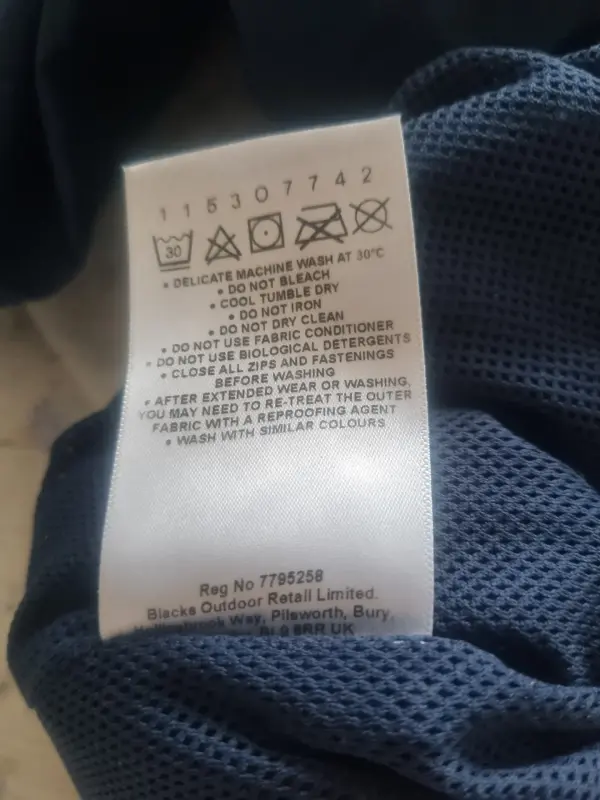 1 1 5 3 0 7 7 4 2
30
• DELICATE MACHINE WASH AT 30°C
• DO NOT BLEACH
• COOL TUMBLE DRY
• DO NOT IRON
• DO NOT DRY CLEAN
• DO NOT USE FABRIC CONDITIONER
• DO NOT USE BIOLOGICAL DETERGENTS
• CLOSE ALL ZIPS AND FASTENINGS
BEFORE WASHING
• AFTER EXTENDED WEAR OR WASHING,
YOU MAY NEED TO RE-TREAT THE OUTER
FABRIC WITH A REPROOFING AGENT
• WASH WITH SIMILAR COLOURS
Reg No 7795258
Blacks Outdoor Retail Limited.
Hollinsbrook Way, Pilsworth, Bury,
BL9 8RR UK